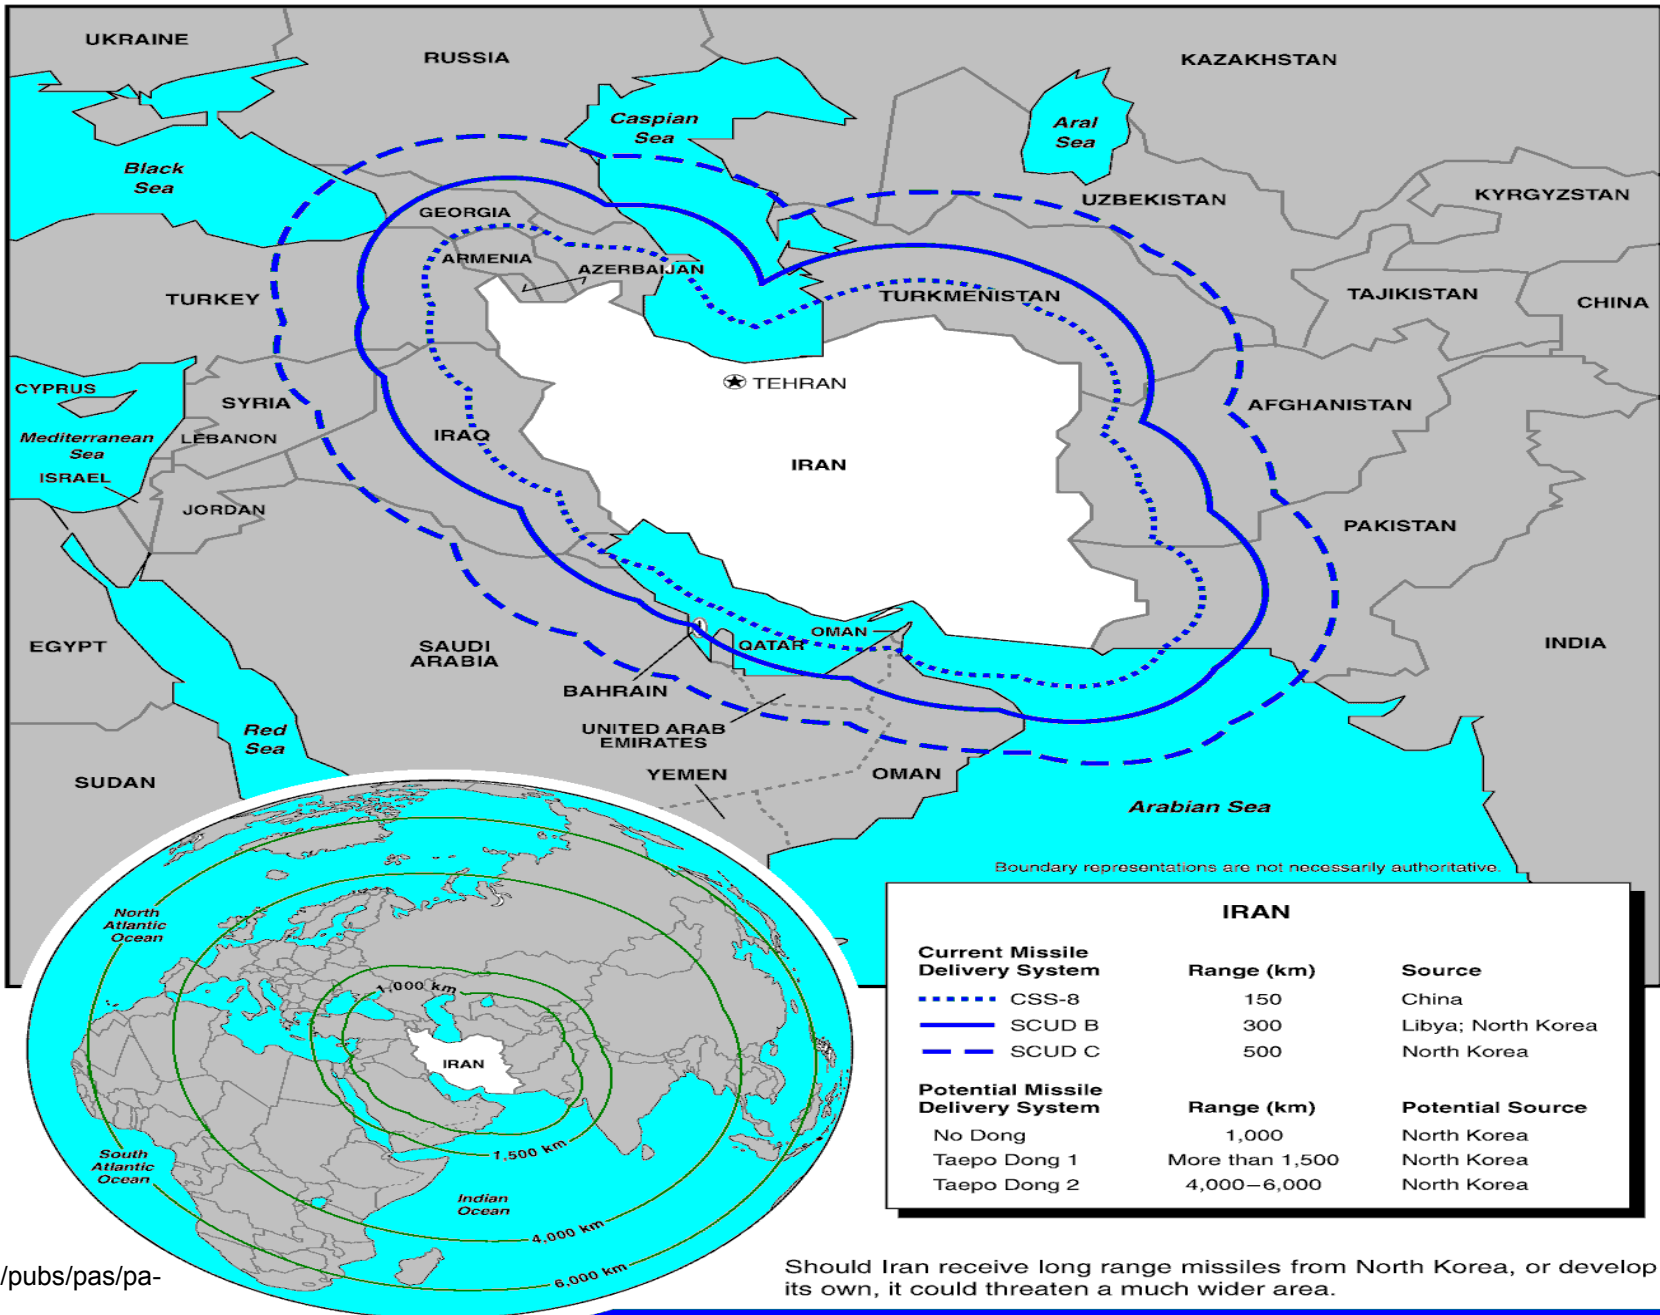 UKRAINE
RUSSIA
KAZAKHSTAN
Caspian
Sea
Aral
Sea
Black
Sea
UZBEKISTAN
KYRGYZSTAN
GEORGIA
ARMENIA
AZERBAIJAN
TURKEY
TURKMENISTAN
TAJIKISTAN
CHINA
CYPRUS
TEHRAN
SYRIA
AFGHANISTAN
Mediterranean
Sea
LEBANON
IRAQ
IRAN
ISRAEL
JORDAN
PAKISTAN
EGYPT
SAUDI
ARABIA
OMAN
QATAR
INDIA
BAHRAIN
UNITED ARAB
EMIRATES
Red
Sea
YEMEN
OMAN
SUDAN
Arabian Sea
Boundary representations are not necessarily authoritative.
North
Atlantic
Ocean
1,000 km
IRAN
1,500 km
South
Atlantic
Ocean
Indian
Ocean
4,000 km
6,000 km
IRAN
Current Missile
Delivery System Range (km) Source
CSS-8 150 China
SCUD B 300 Libya; North Korea
SCUD C 500 North Korea
Potential Missile
Delivery System Range (km) Potential Source
No Dong 1,000 North Korea
Taepo Dong 1 More than 1,500 North Korea
Taepo Dong 2 4,000–6,000 North Korea
/pubs/pas/pa-
Should Iran receive long range missiles from North Korea, or develop
its own, it could threaten a much wider area.